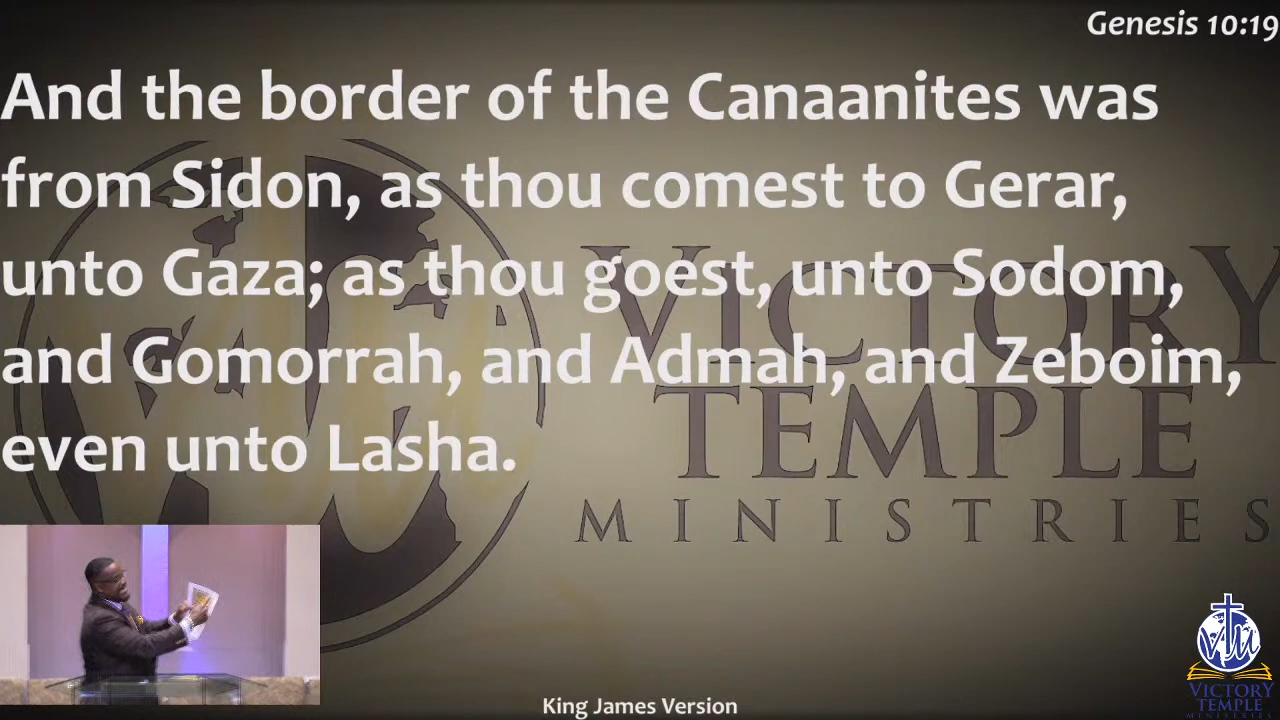 Genesis 10:19
And the border of the Canaanites was
from Sidon, as thou comest to Gerar,
unto Gaza; as thou goest, unto Sodom,
and Gomorrah, and Admah, and Zeboim,
even unto Lasha.
VICTORY
TEMPLE
MINISTRIES
VICTORY
TEMPLE
MINISTRIES
King James Version